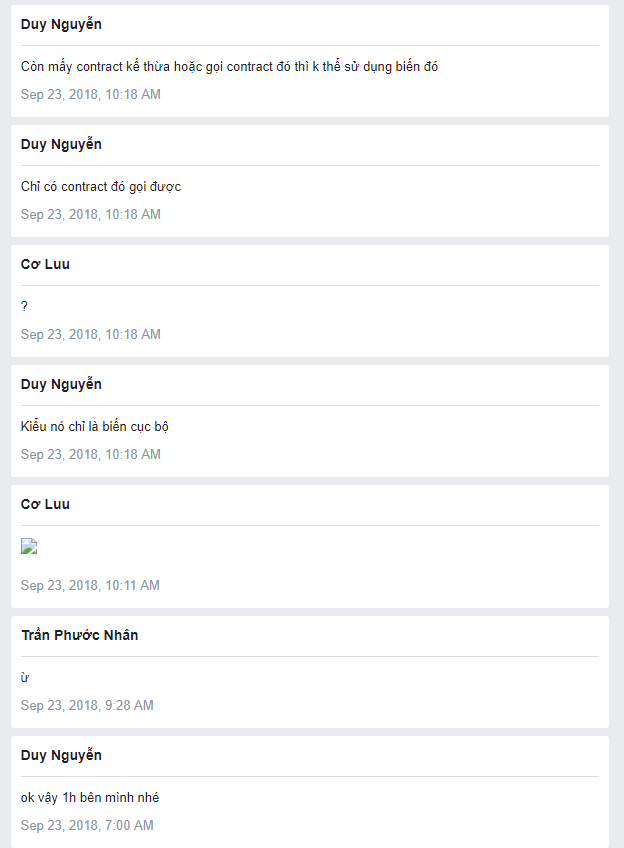 Duy Nguyễn
Còn mấy contract kế thừa hoặc gọi contract đó thì k thể sử dụng biến đó
Sep 23, 2018, 10:18 AM
Duy Nguyễn
Chỉ có contract đó gọi được
Sep 23, 2018, 10:18 AM
Cơ Luu
?
Sep 23, 2018, 10:18 AM
Duy Nguyễn
Kiểu nó chỉ là biến cục bộ
Sep 23, 2018, 10:18 AM
Cơ Luu
Sep 23, 2018, 10:11 AM
Trần Phước Nhân
ừ
Sep 23, 2018, 9:28 AM
Duy Nguyễn
ok vậy 1h bên mình nhé
Sep 23, 2018, 7:00 AM